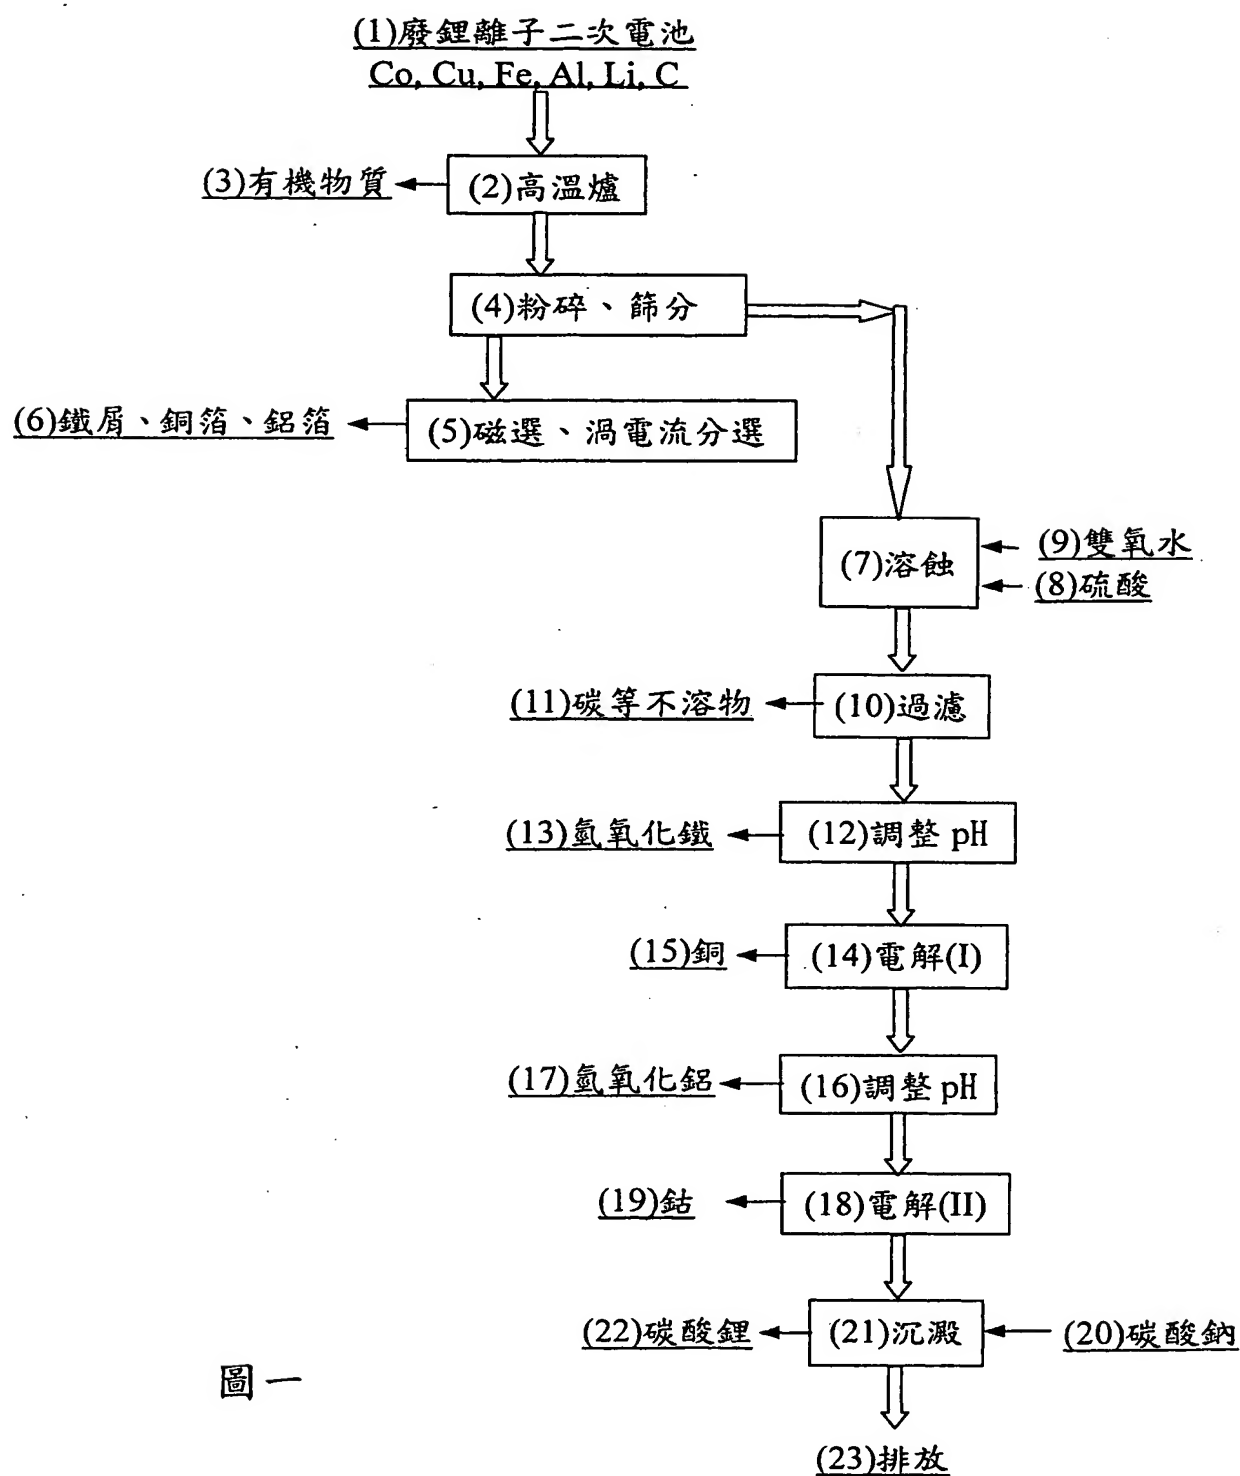 (1)廢鋰離子二次電池
Co, Cu, Fe, Al, Li, C
(3)有機物質
(2)高溫爐
(4)粉碎、篩分
(6)鐵屑、銅箔、鋁箔
(5)磁選、渦電流分選
(7)溶蝕
(9)雙氧水
(8)硫酸
(11)碳等不溶物
(10)過濾
(13)氫氧化鐵
(12)調整 pH
(15)銅
(14)電解(I)
(17)氫氧化鋁
(16)調整 pH
(19)鈷
(18)電解(II)
(22)碳酸鋰
(21)沉澱
(20)碳酸鈉
(23)排放
圖一